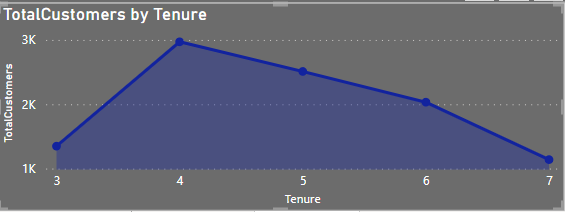 TotalCustomers by Tenure
3K
2K
1K
TotalCustomers
3 4 5 6 7
Tenure